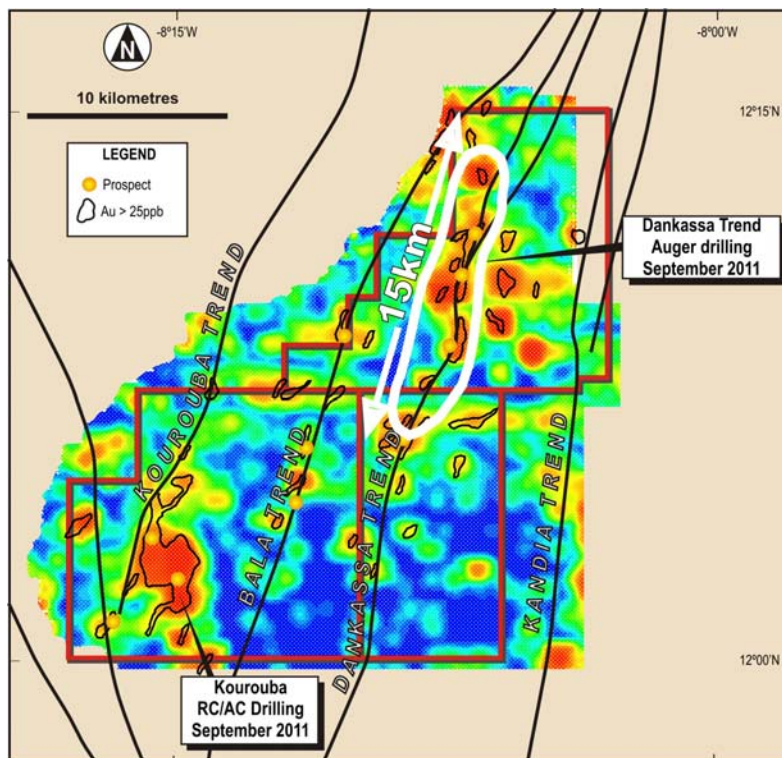 -8°15'W
-8°00'W
N
10 kilometres
12°15'N
LEGEND
Prospect
Au > 25ppb
Dankassa Trend
Auger drilling
September 2011
15km
KOUROUBA TREND
BALA TREND
DANKASSA TREND
KANDIA TREND
12°00'N
Kourouba
RC/AC Drilling
September 2011